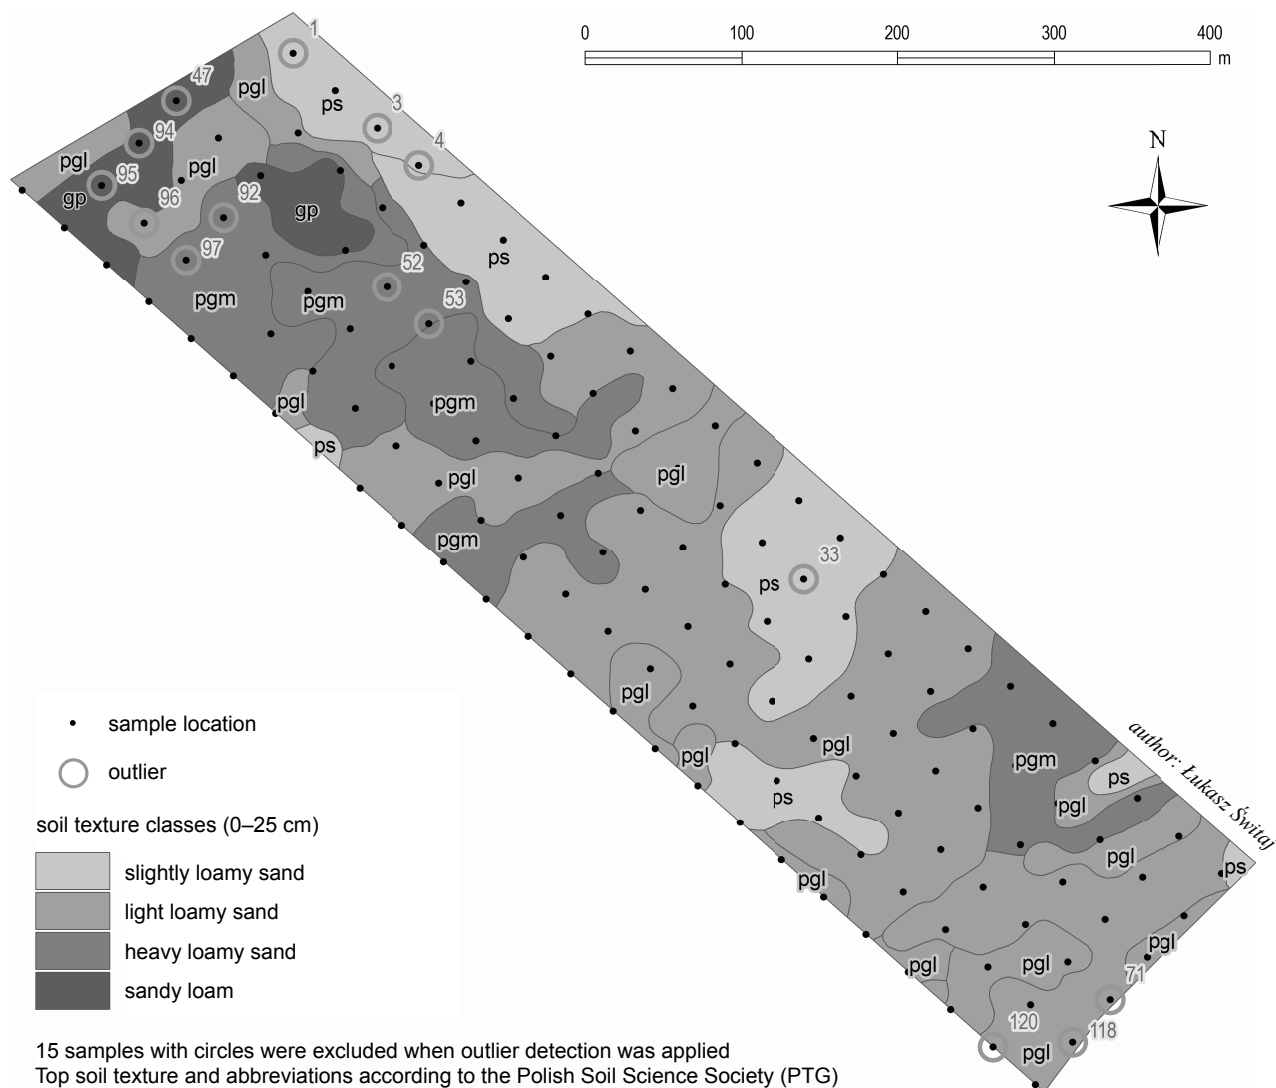 0 100 200 300 400 m
1
47
pgl
ps
3
94
4
pgl
pgl
95
gp
96
92
gp
97
52
ps
pgm
pgm
53
N
pgl
pgm
ps
pgl
pgl
pgm
33
ps
pgl
author: Łukasz Świtaj
pgl
pgl
pgm
ps
ps
pgl
pgl
ps
pgl
pgl
pgl
pgl
71
120
118
pgl
sample location
outlier
soil texture classes (0–25 cm)
slightly loamy sand
light loamy sand
heavy loamy sand
sandy loam
15 samples with circles were excluded when outlier detection was applied
Top soil texture and abbreviations according to the Polish Soil Science Society (PTG)